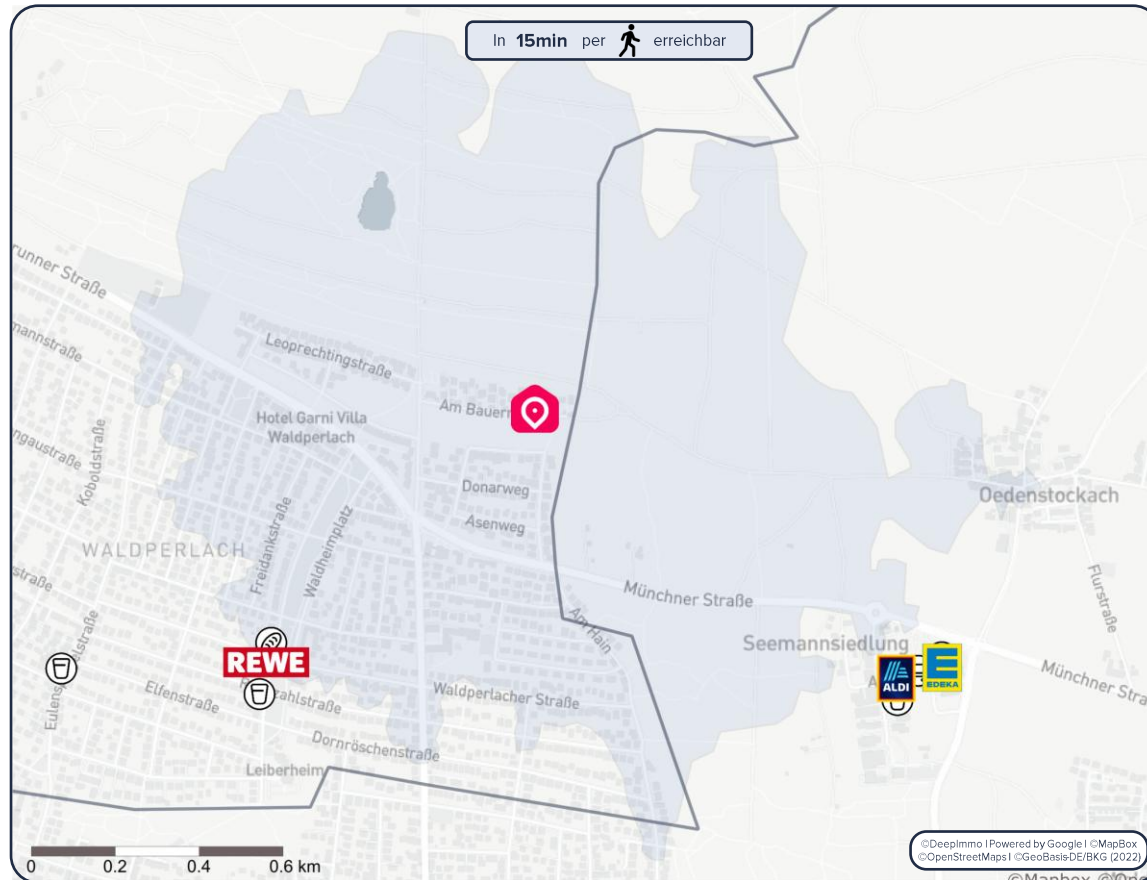 In 15min per erreichbar
runner Straße
mannstraße
Leoprechtingstraße
Am Bauern
Hotel Garni Villa
Waldperlach
ngaustraße
Koboldstraße
Donarweg
Asenweg
Oedenstockach
WALDPERLACH
Freidankstraße
Waldheimplatz
straße
Münchner Straße
Flurstraße
Am Hain
Seemannsiedlung
elstraße
REWE
ALDI
E
EDEKA
Münchner Stra
Eulens
Elfenstraße
zahlstraße
Waldperlacher Straße
Dornröschenstraße
Leiberheim
0 0.2 0.4 0.6 km
©DeepImmo | Powered by Google | ©MapBox
©OpenStreetMaps | ©GeoBasis-DE/BKG (2022)